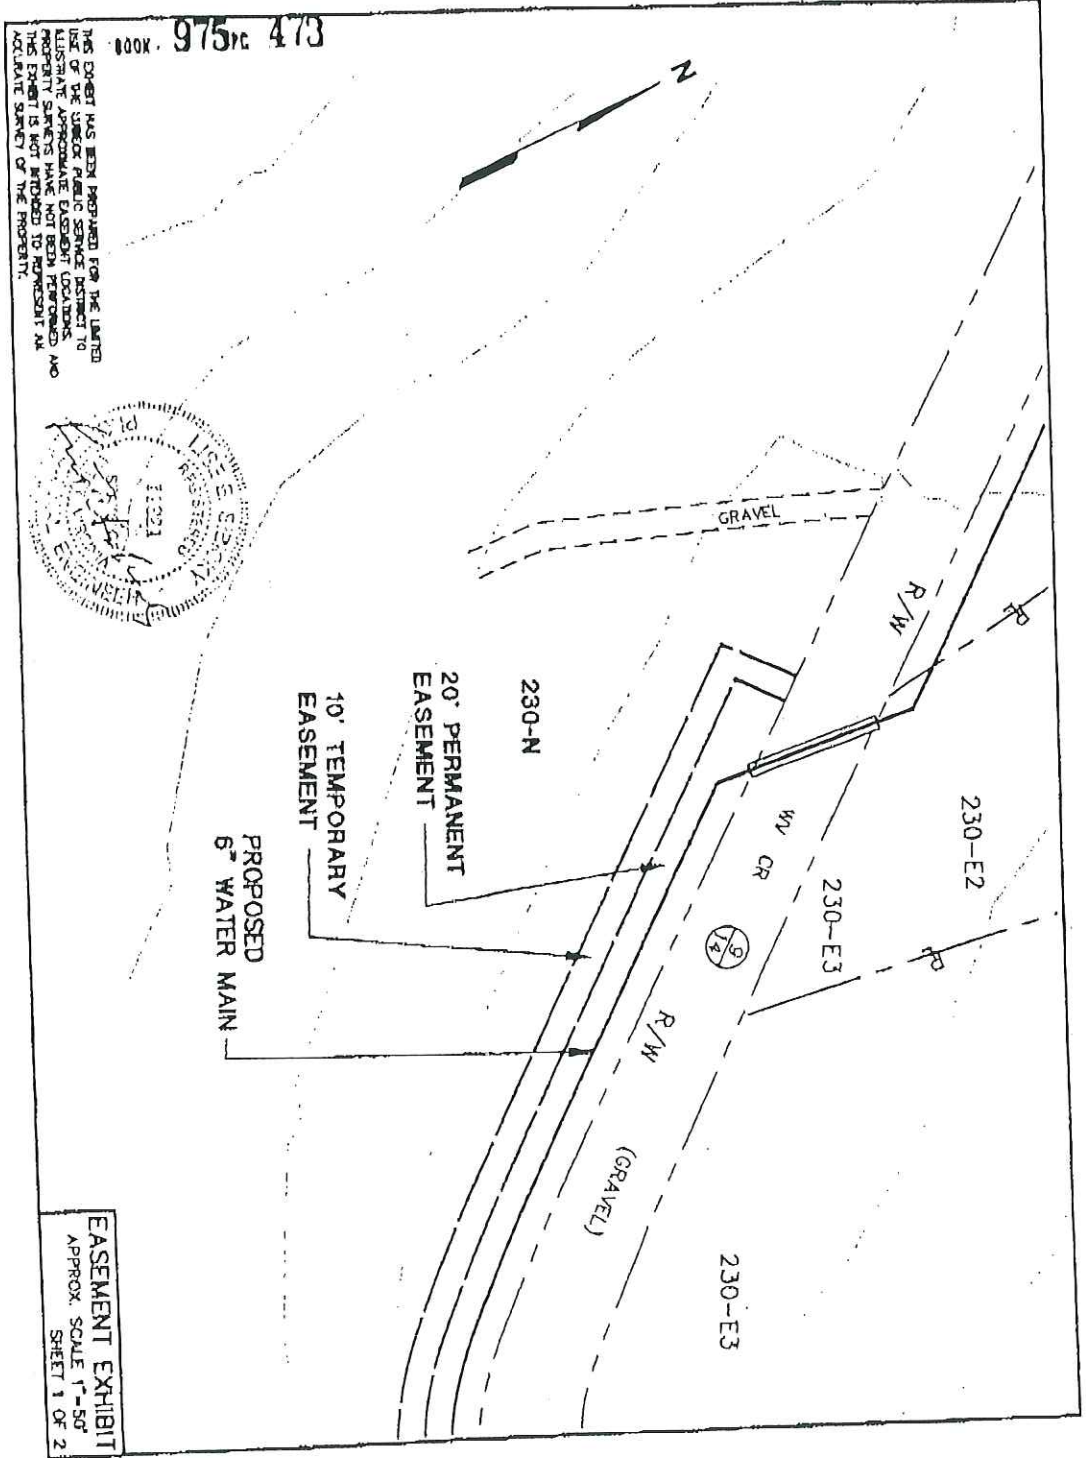 BOOK. 975 PG 473
THIS EXHIBIT HAS BEEN PREPARED FOR THE LIMITED
USE OF THE LUBECK PUBLIC SERVICE DISTRICT TO
ILLUSTRATE APPROXIMATE EASEMENT LOCATIONS.
PROPERTY SURVEYS HAVE NOT BEEN PERFORMED AND
THIS EXHIBIT IS NOT INTENDED TO REPRESENT AN
ACCURATE SURVEY OF THE PROPERTY.
N
GRAVEL
R/W
230-N
20' PERMANENT
EASEMENT
10' TEMPORARY
EASEMENT
PROPOSED
6" WATER MAIN
230-E2
WV CR
230-E3
9
R/W
(GRAVEL)
230-E3
REGISTERED
ENGINEER
EASEMENT EXHIBIT
APPROX. SCALE 1"=50'
SHEET 1 OF 2